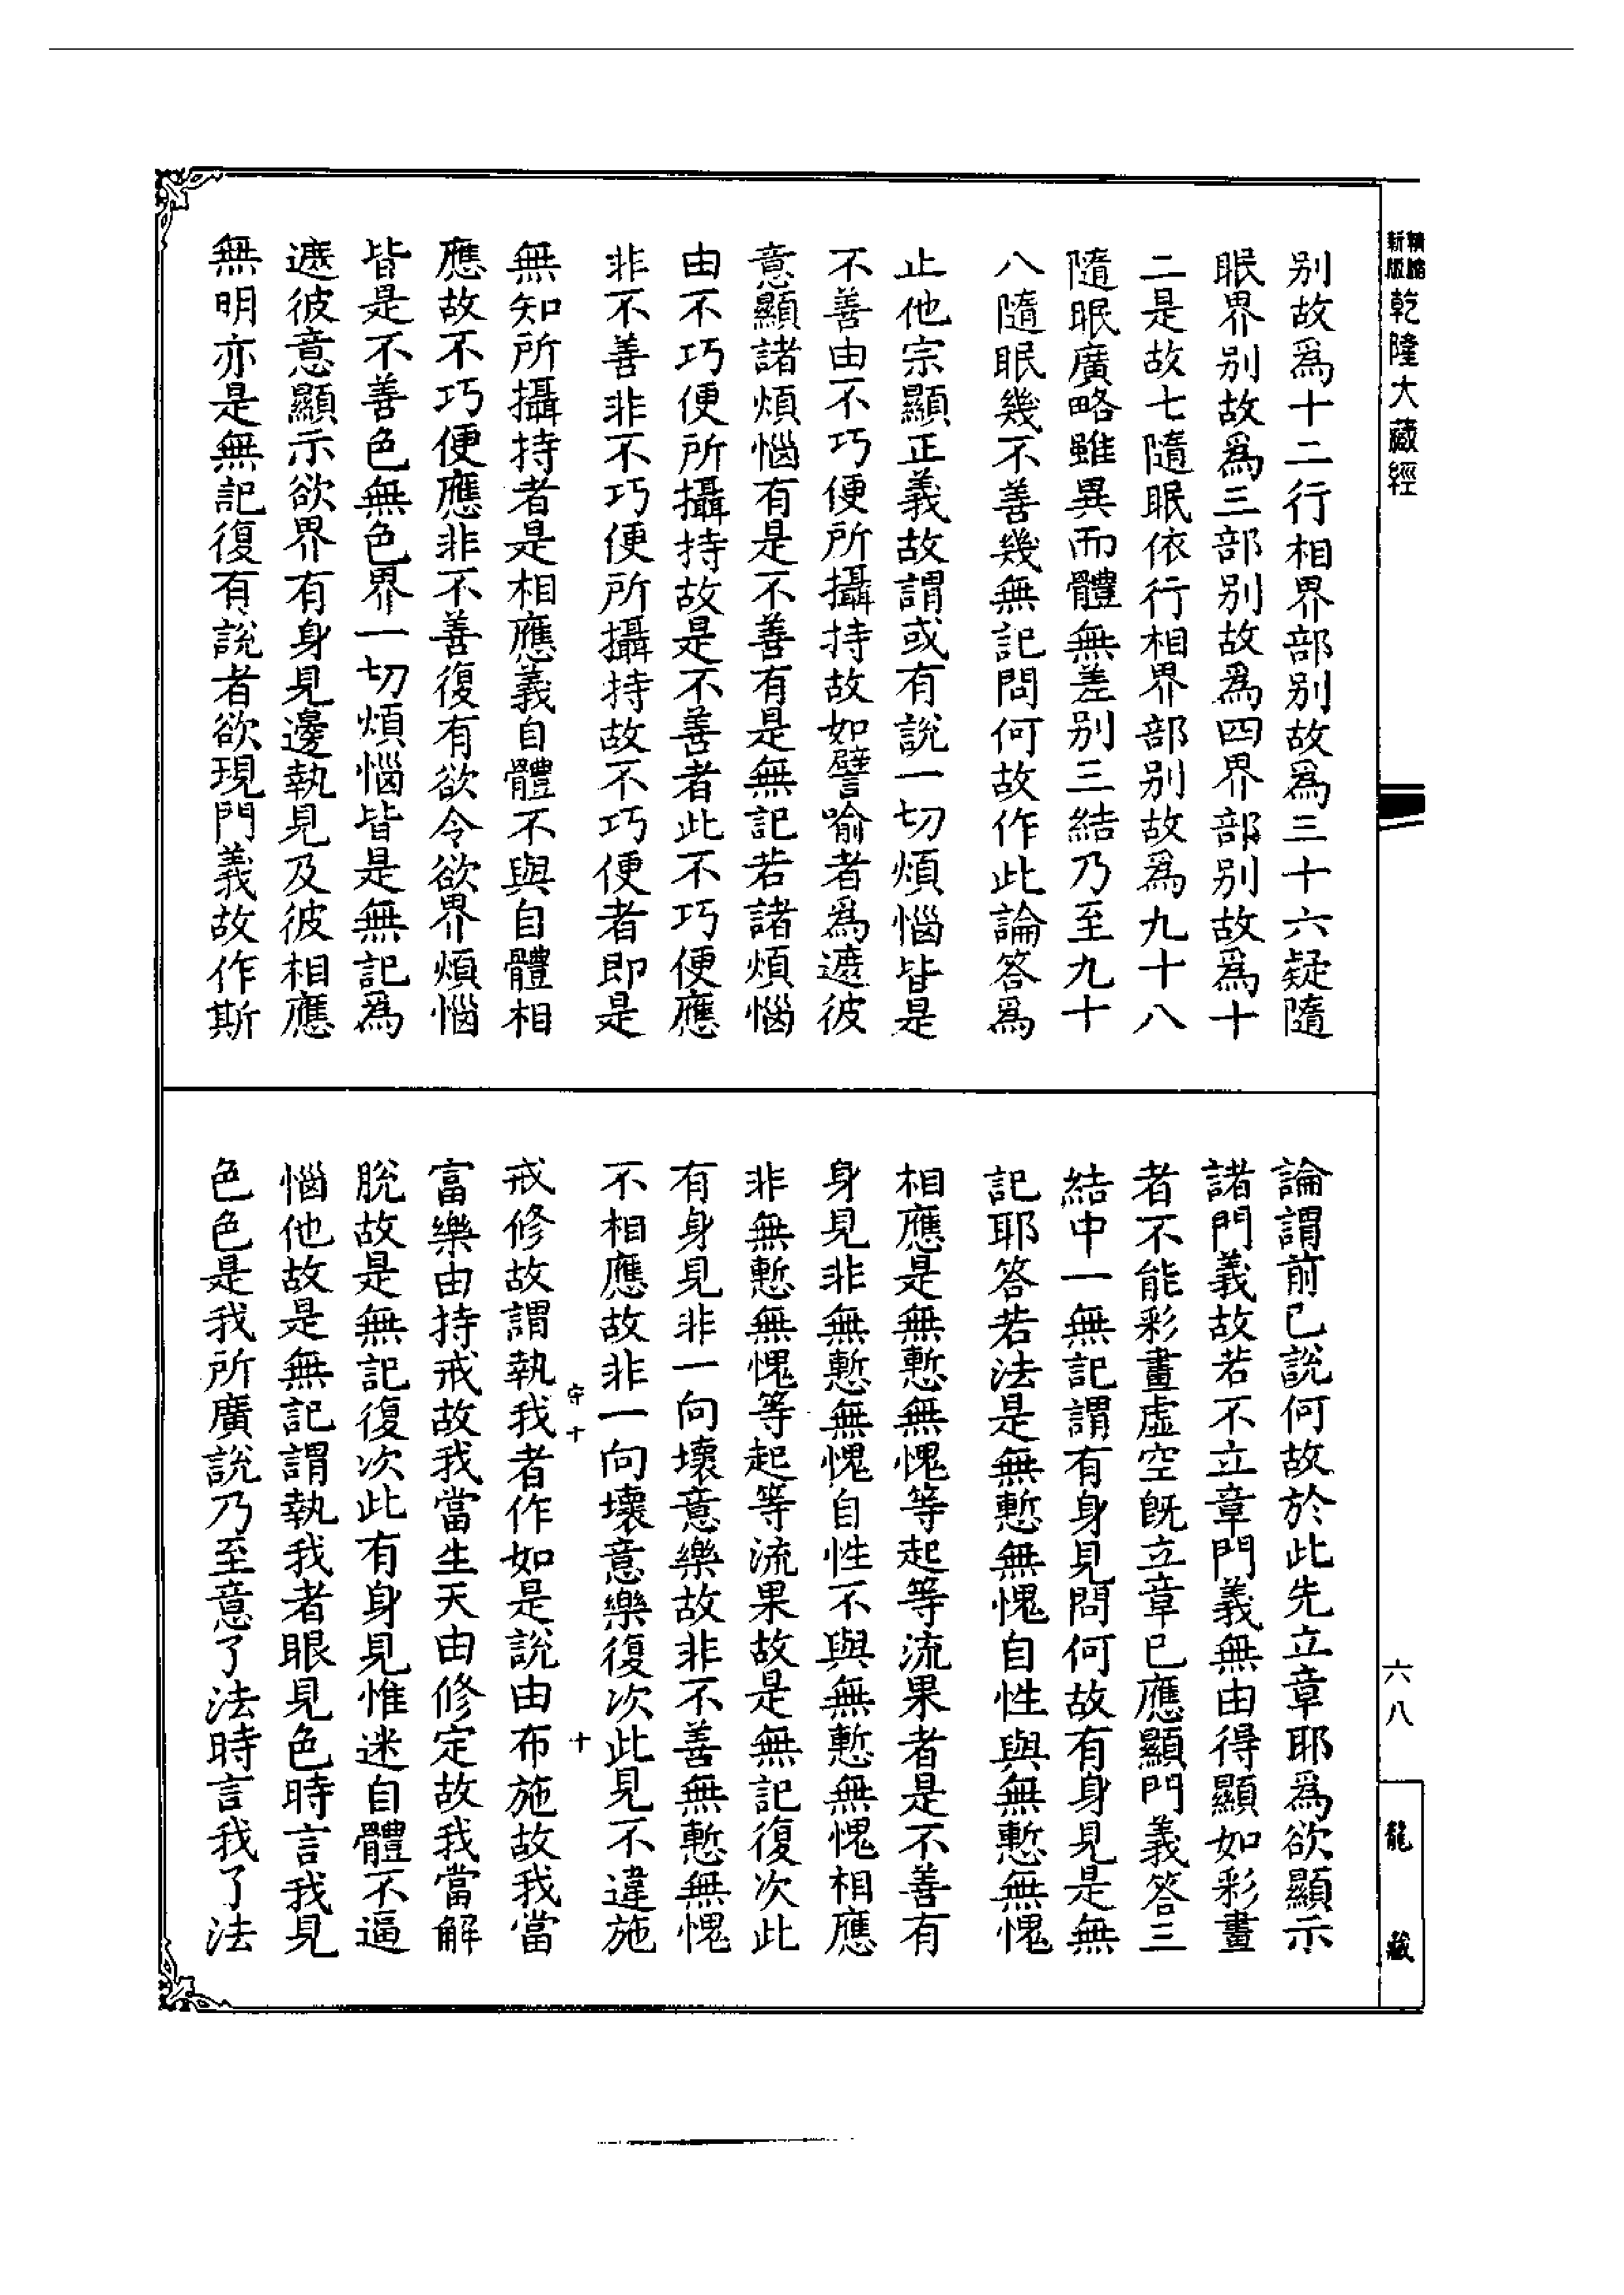 新版
精縮
乾隆大藏經
別故爲十二行相界部別故爲三十六疑隨
眠界別故爲三部別故爲四界部別故爲十
二是故七隨眠依行相界部別故爲九十八
隨眠廣略雖異而體無差別三結乃至九十
八隨眠幾不善幾無記問何故作此論答爲
止他宗顯正義故謂或有說一切煩惱皆是
不善由不巧便所攝持故如譬喻者爲遮彼
意顯諸煩惱有是不善有是無記若諸煩惱
由不巧便所攝持故是不善者此不巧便應
非不善非不巧便所攝持故不巧便者即是
無知所攝持者是相應義自體不與自體相
應故不巧便應非不善復有欲令欲界煩惱
皆是不善色無色界一切煩惱皆是無記爲
遮彼意顯示欲界有身見邊執見及彼相應
無明亦是無記復有說者欲現門義故作斯
論謂前已說何故於此先立章耶爲欲顯示
諸門義故若不立章門義無由得顯如彩畫
者不能彩畫虛空既立章已應顯門義答三
結中一無記謂有身見問何故有身見是無
記耶答若法是無慙無愧自性與無慙無愧
相應是無慙無愧等起等流果者是不善有
身見非無慙無愧自性不與無慙無愧相應
非無慙無愧等起等流果故是無記復次此
有身見非一向壞意樂故非不善無慙無愧
不相應故非一向壞意樂復次此見不違施
戒修故謂執我者作如是說由布施故我當
富樂由持戒故我當生天由修定故我當解
脫故是無記復次此有身見惟迷自體不逼
惱他故是無記謂執我者眼見色時言我見
色色是我所廣說乃至意了法時言我了法
守十
十
六八
龍藏